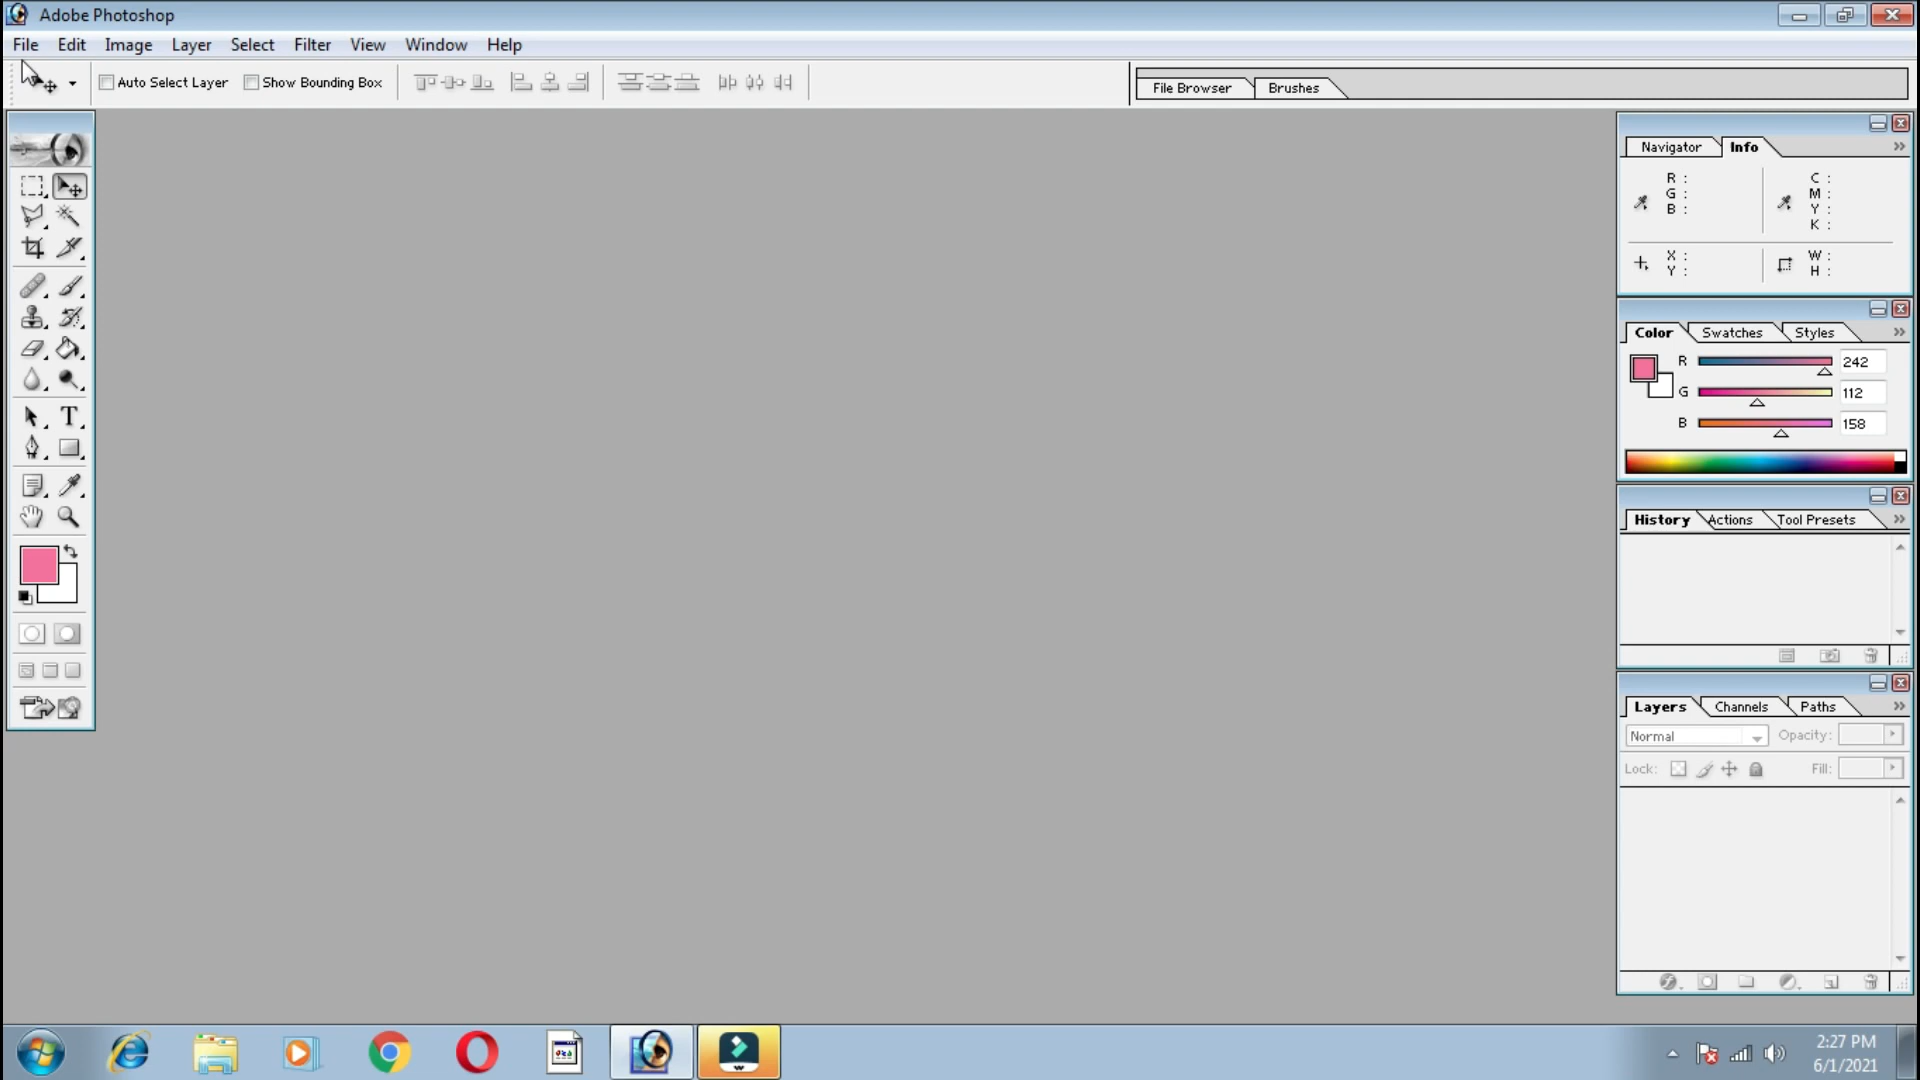 Adobe Photoshop
File Edit Image Layer Select Filter View Window Help
Auto Select Layer Show Bounding Box
File Browser Brushes
Navigator Info
R : C :
G : M :
B : Y :
K :
X : W :
Y : H :
Color Swatches Styles
R 242
G 112
B 158
T
History Actions Tool Presets
Layers Channels Paths
Normal Opacity:
Lock: Fill:
2:27 PM
6/1/2021